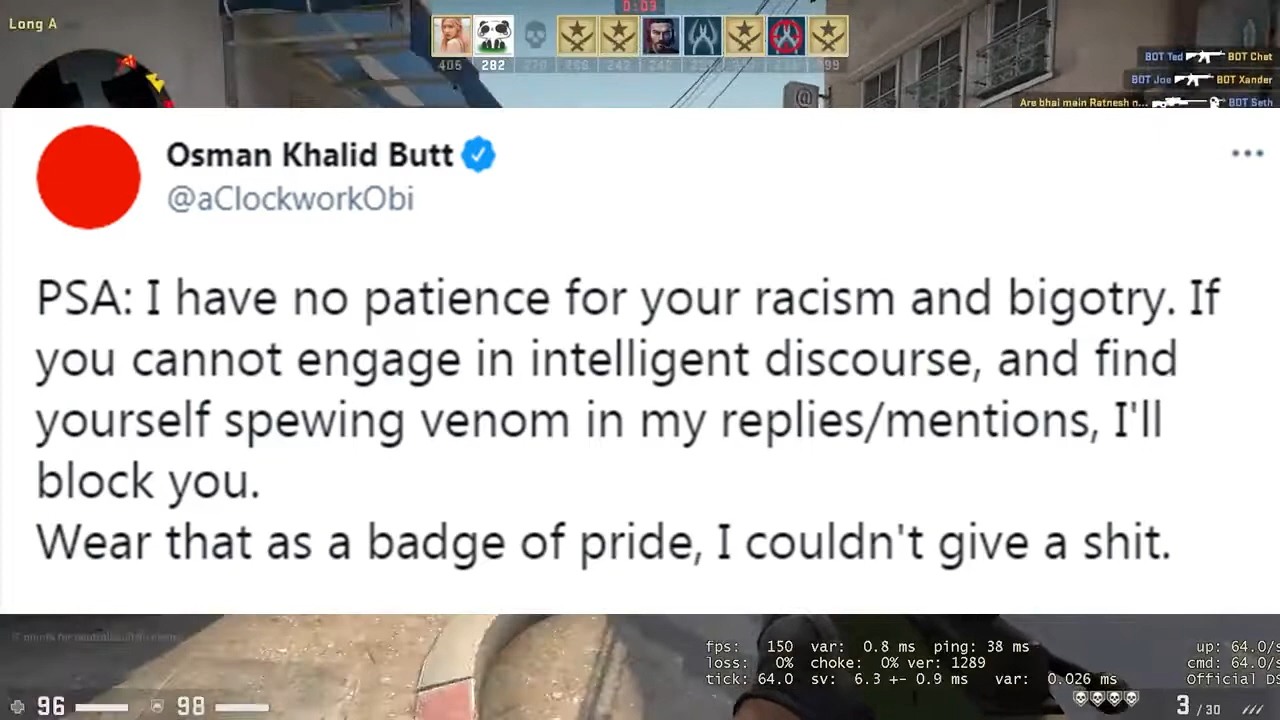 Long A
0:09
405 282
BOT Ted BOT Chet
BOT Joe BOT Xander
Are bhai main Ratnesh n... BOT Seth
Osman Khalid Butt
@aClockworkObi
PSA: I have no patience for your racism and bigotry. If
you cannot engage in intelligent discourse, and find
yourself spewing venom in my replies/mentions, I'll
block you.
Wear that as a badge of pride, I couldn't give a shit.
fps: 150 var: 0.8 ms ping: 38 ms
loss: 0% choke: 0% ver: 1289
tick: 64.0 sv: 6.3 +- 0.9 ms var: 0.026 ms
up: 64.0/s
cmd: 64.0/s
Official DS
96 98
3 / 30